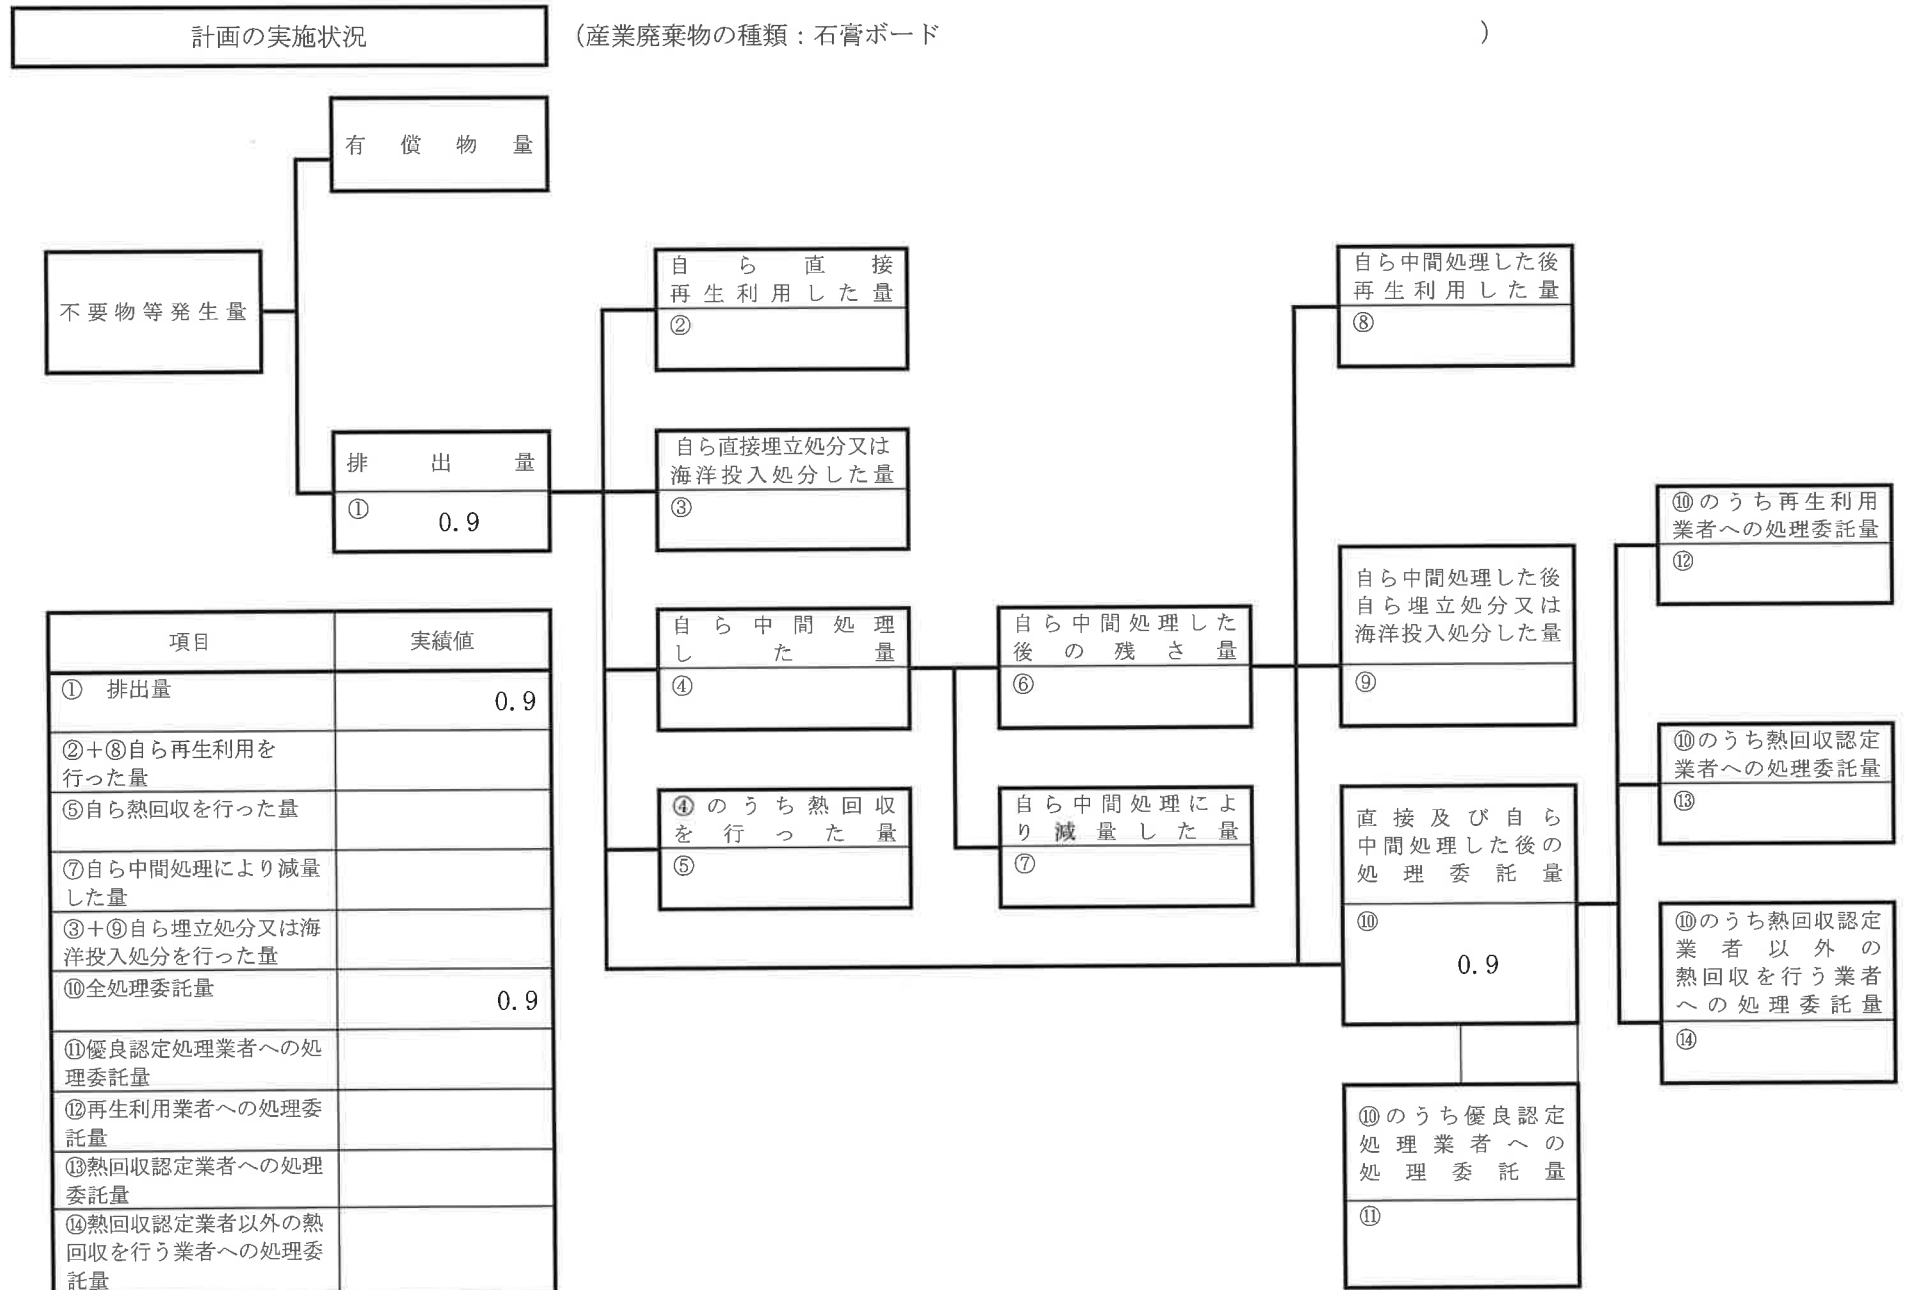 計画の実施状況
(産業廃棄物の種類：石膏ボード
)
有償物量
不要物等発生量
排出量
①
0.9
自ら直接
再生利用した量
②
自ら直接埋立処分又は
海洋投入処分した量
③
自ら中間処理
した量
④
④のうち熱回収
を行った量
⑤
自ら中間処理した
後の残さ量
⑥
自ら中間処理によ
り減量した量
⑦
自ら中間処理した後
再生利用した量
⑧
自ら中間処理した後
自ら埋立処分又は
海洋投入処分した量
⑨
直接及び自ら
中間処理した後の
処理委託量
⑩
0.9
⑩のうち優良認定
処理業者への
処理委託量
⑪
⑩のうち再生利用
業者への処理委託量
⑫
⑩のうち熱回収認定
業者への処理委託量
⑬
⑩のうち熱回収認定
業者以外の
熱回収を行う業者
への処理委託量
⑭
項目 実績値
① 排出量
0.9
②＋⑧自ら再生利用を
行った量
⑤自ら熱回収を行った量
⑦自ら中間処理により減量
した量
③＋⑨自ら埋立処分又は海
洋投入処分を行った量
⑩全処理委託量
0.9
⑪優良認定処理業者への処
理委託量
⑫再生利用業者への処理委
託量
⑬熱回収認定業者への処理
委託量
⑭熱回収認定業者以外の熱
回収を行う業者への処理委
託量